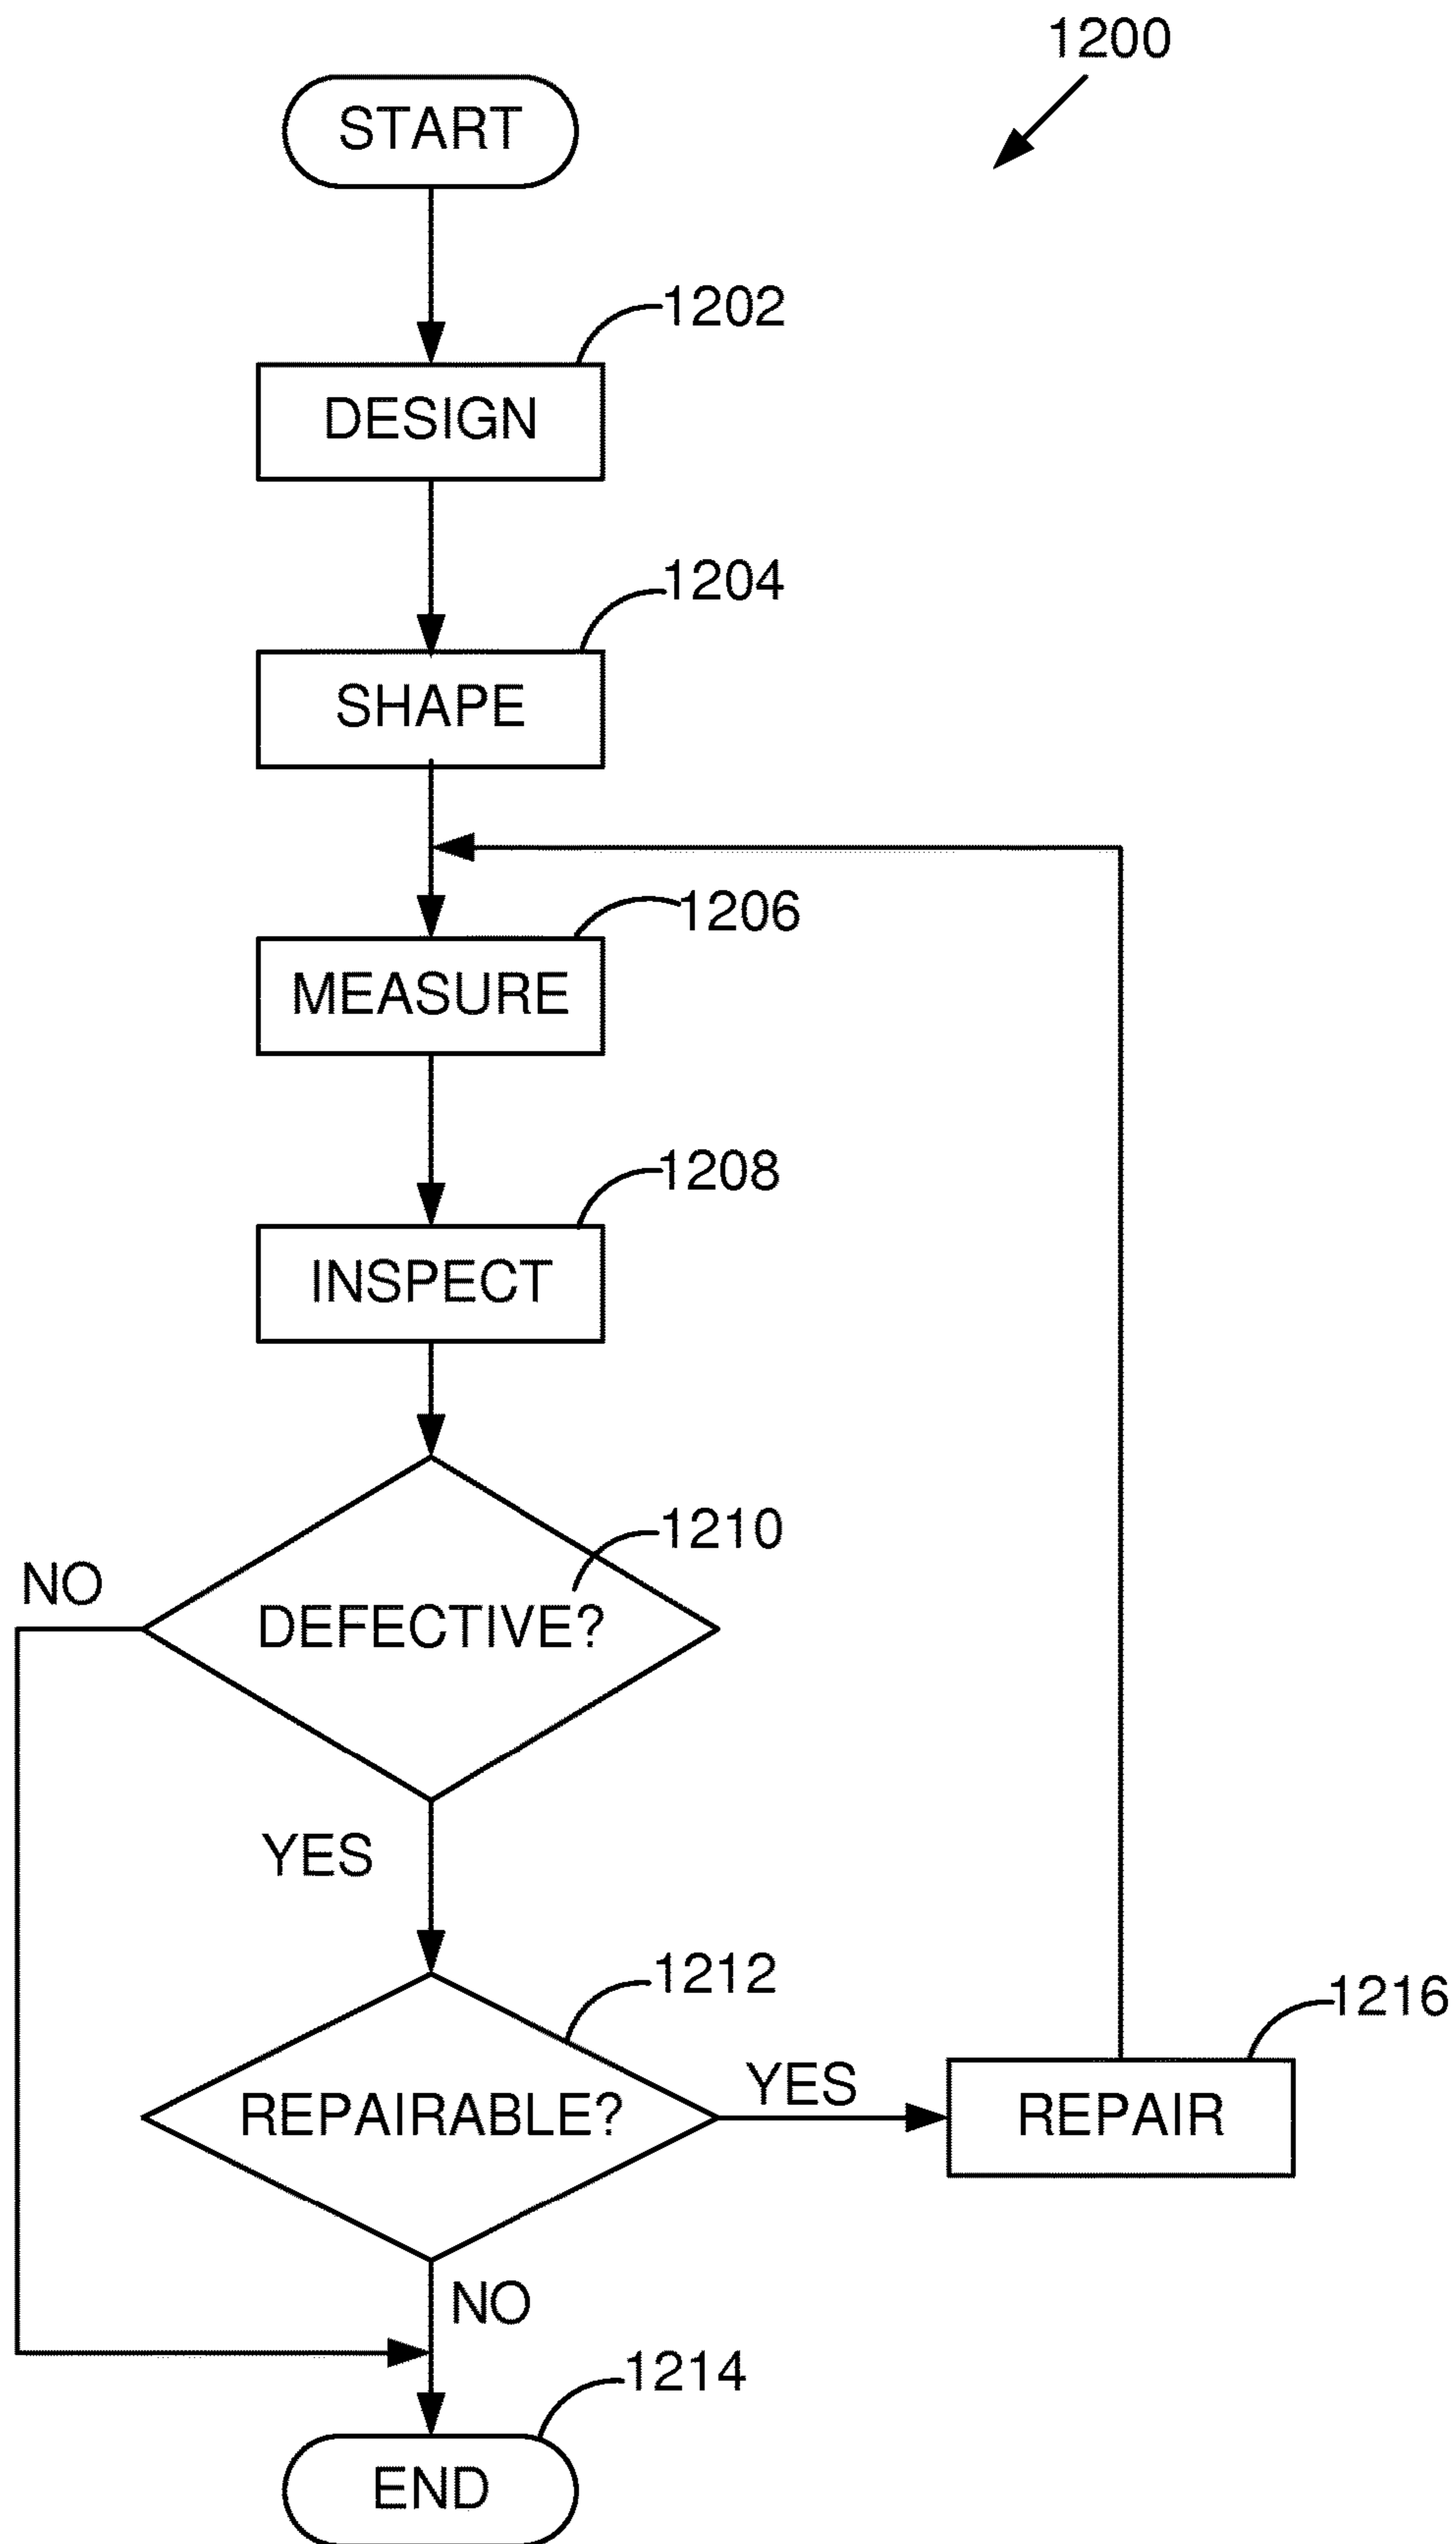 1200
START
1202
DESIGN
1204
SHAPE
1206
MEASURE
1208
INSPECT
1210
NO
DEFECTIVE?
YES
1212
1216
YES
REPAIRABLE?
REPAIR
NO
1214
END